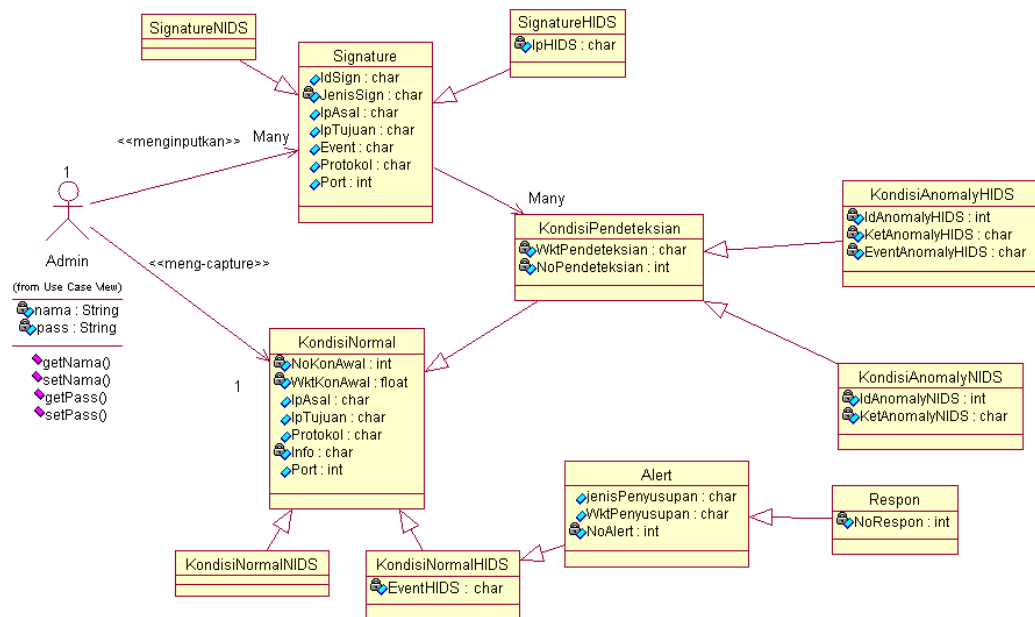 SignatureNIDS
SignatureHIDS
IpHIDS : char
Signature
IdSign : char
JenisSign : char
IpAsal : char
IpTujuan : char
Event : char
Protokol : char
Port : int
<<menginputkan>>
Many
1
Admin
(from Use Case View)
nama : String
pass : String
getNama()
setNama()
getPass()
setPass()
<<meng-capture>>
1
Many
KondisiPendeteksian
WktPendeteksian : char
NoPendeteksian : int
KondisiAnomalyHIDS
IdAnomalyHIDS : int
KetAnomalyHIDS : char
EventAnomalyHIDS : char
KondisiNormal
NoKonAwal : int
WktKonAwal : float
IpAsal : char
IpTujuan : char
Protokol : char
Info : char
Port : int
KondisiAnomalyNIDS
IdAnomalyNIDS : int
KetAnomalyNIDS : char
Alert
jenisPenyusupan : char
WktPenyusupan : char
NoAlert : int
Respon
NoRespon : int
KondisiNormalNIDS
KondisiNormalHIDS
EventHIDS : char